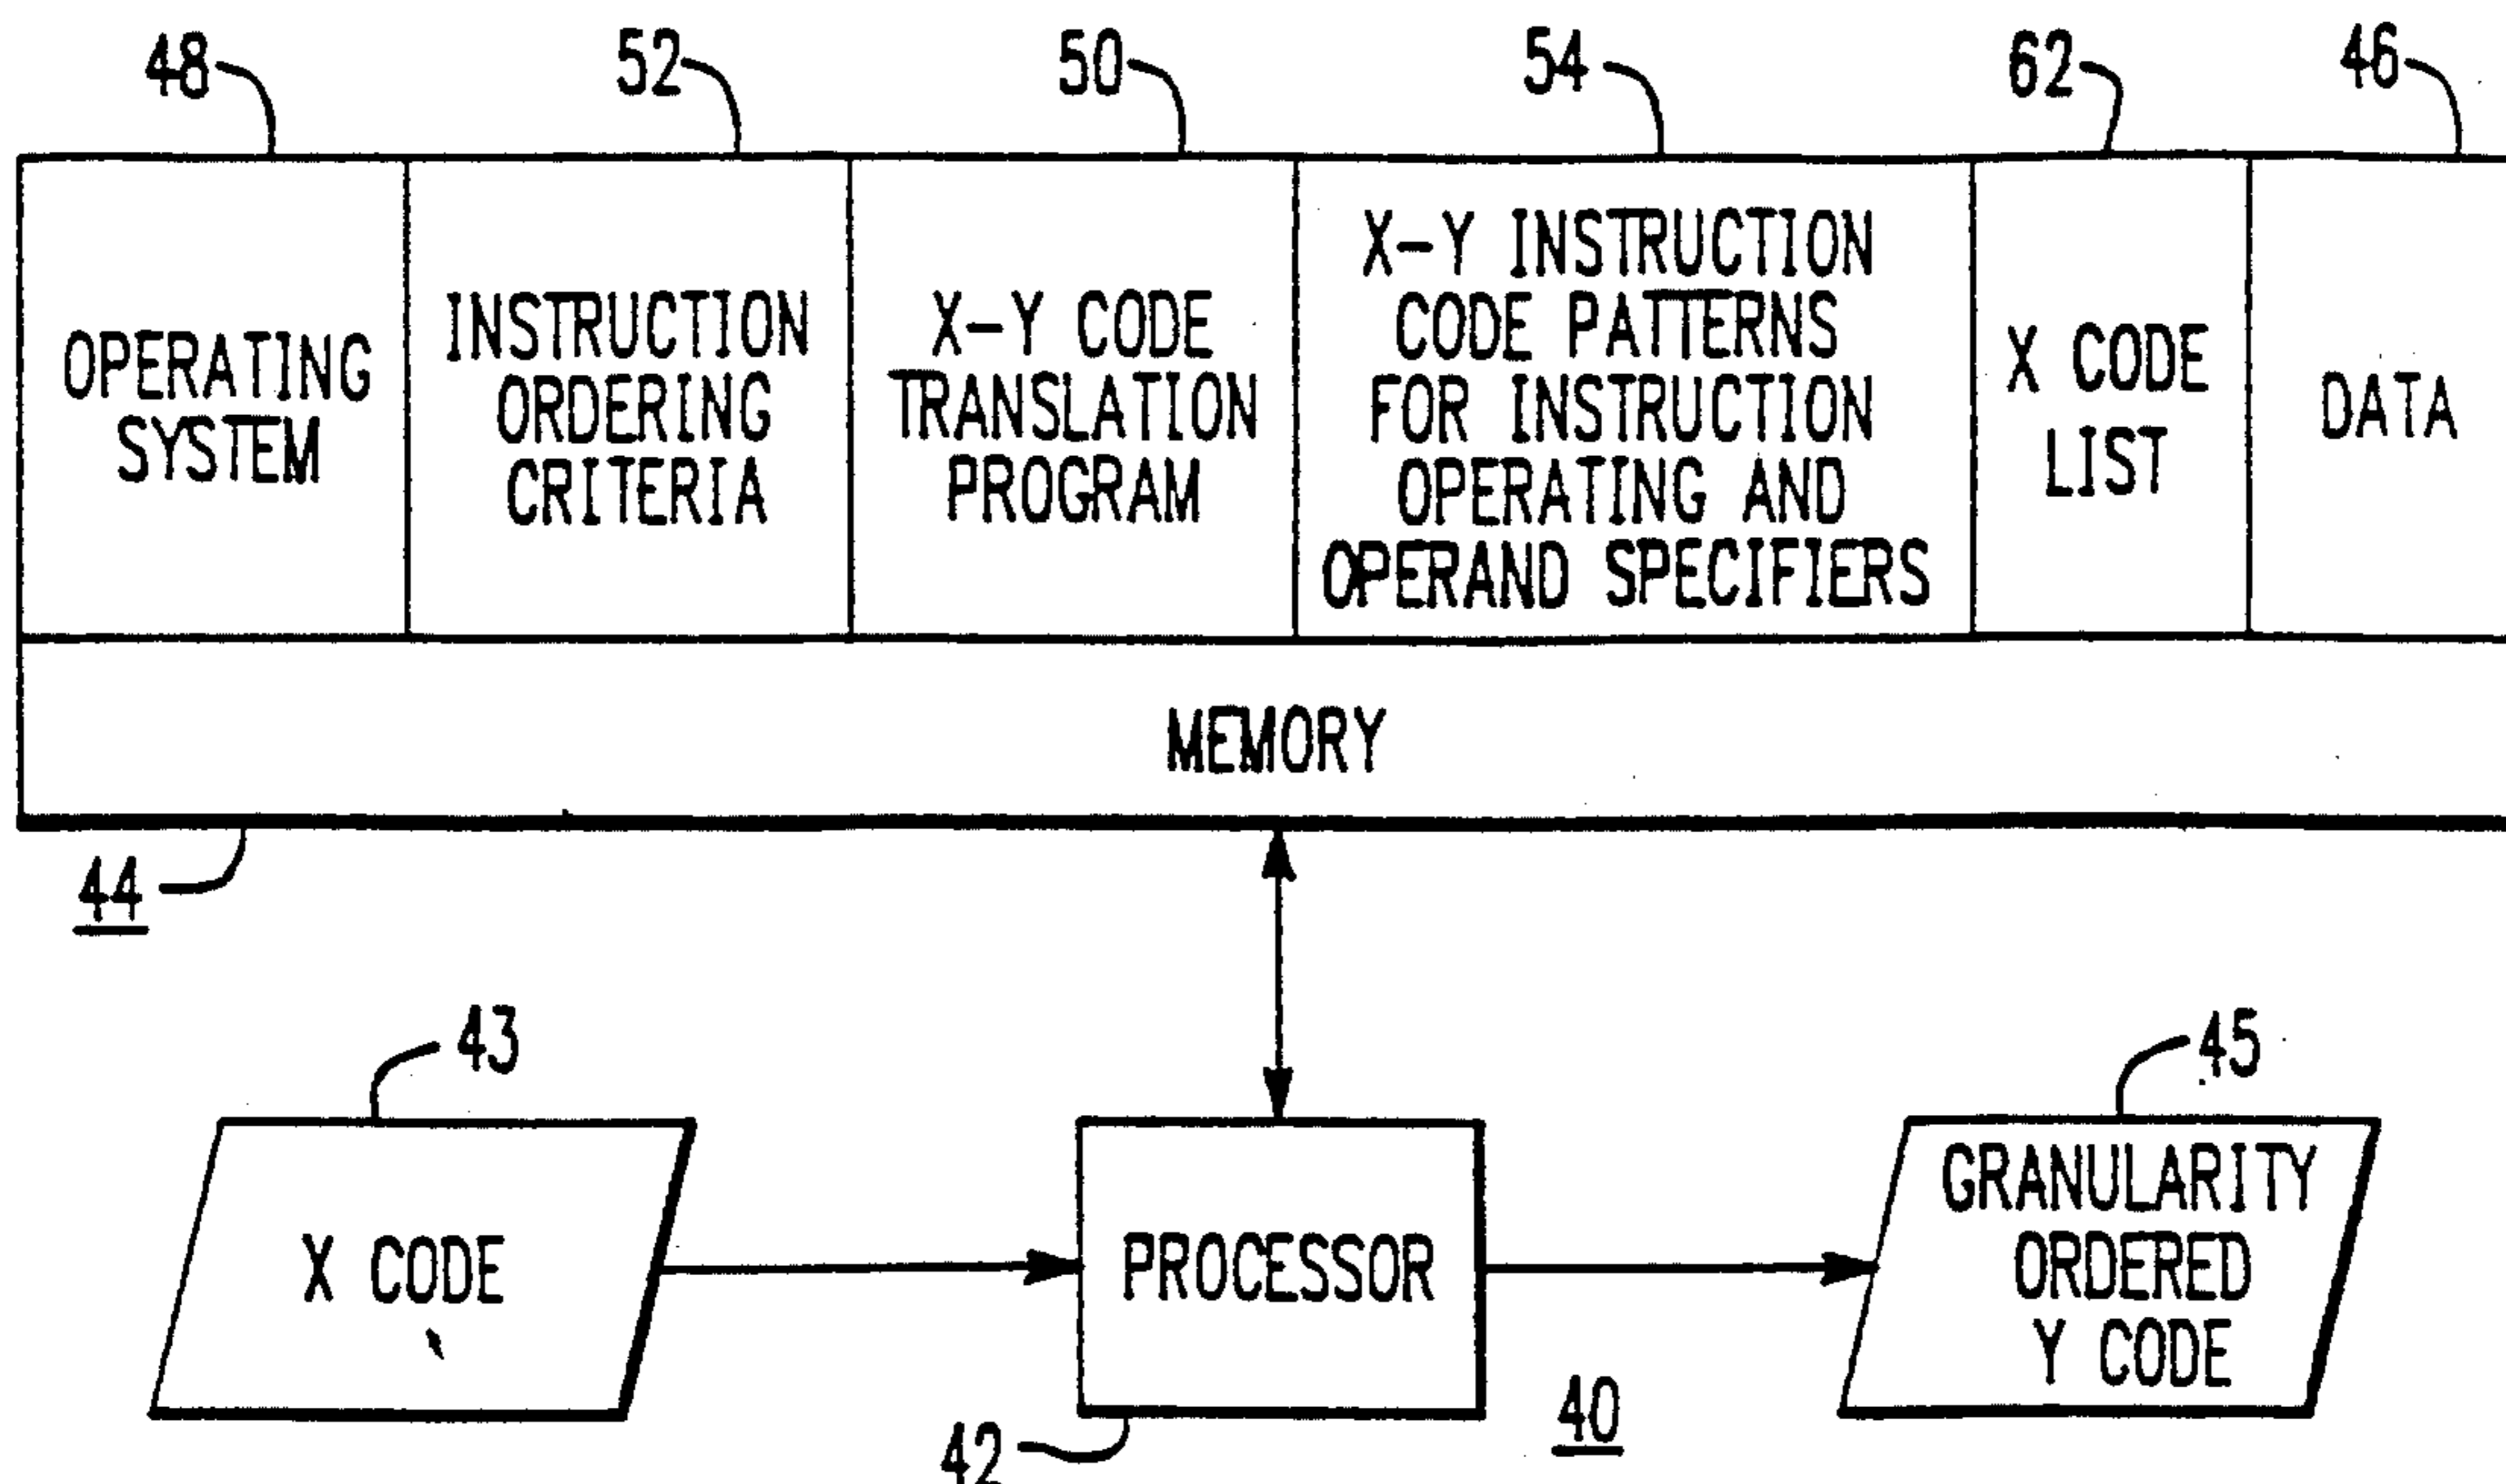 48
52
50
54
62
46
OPERATING
SYSTEM
INSTRUCTION
ORDERING
CRITERIA
X-Y CODE
TRANSLATION
PROGRAM
X-Y INSTRUCTION
CODE PATTERNS
FOR INSTRUCTION
OPERATING AND
OPERAND SPECIFIERS
X CODE
LIST
DATA
MEMORY
44
43
45
X CODE
PROCESSOR
GRANULARITY
ORDERED
Y CODE
42
40